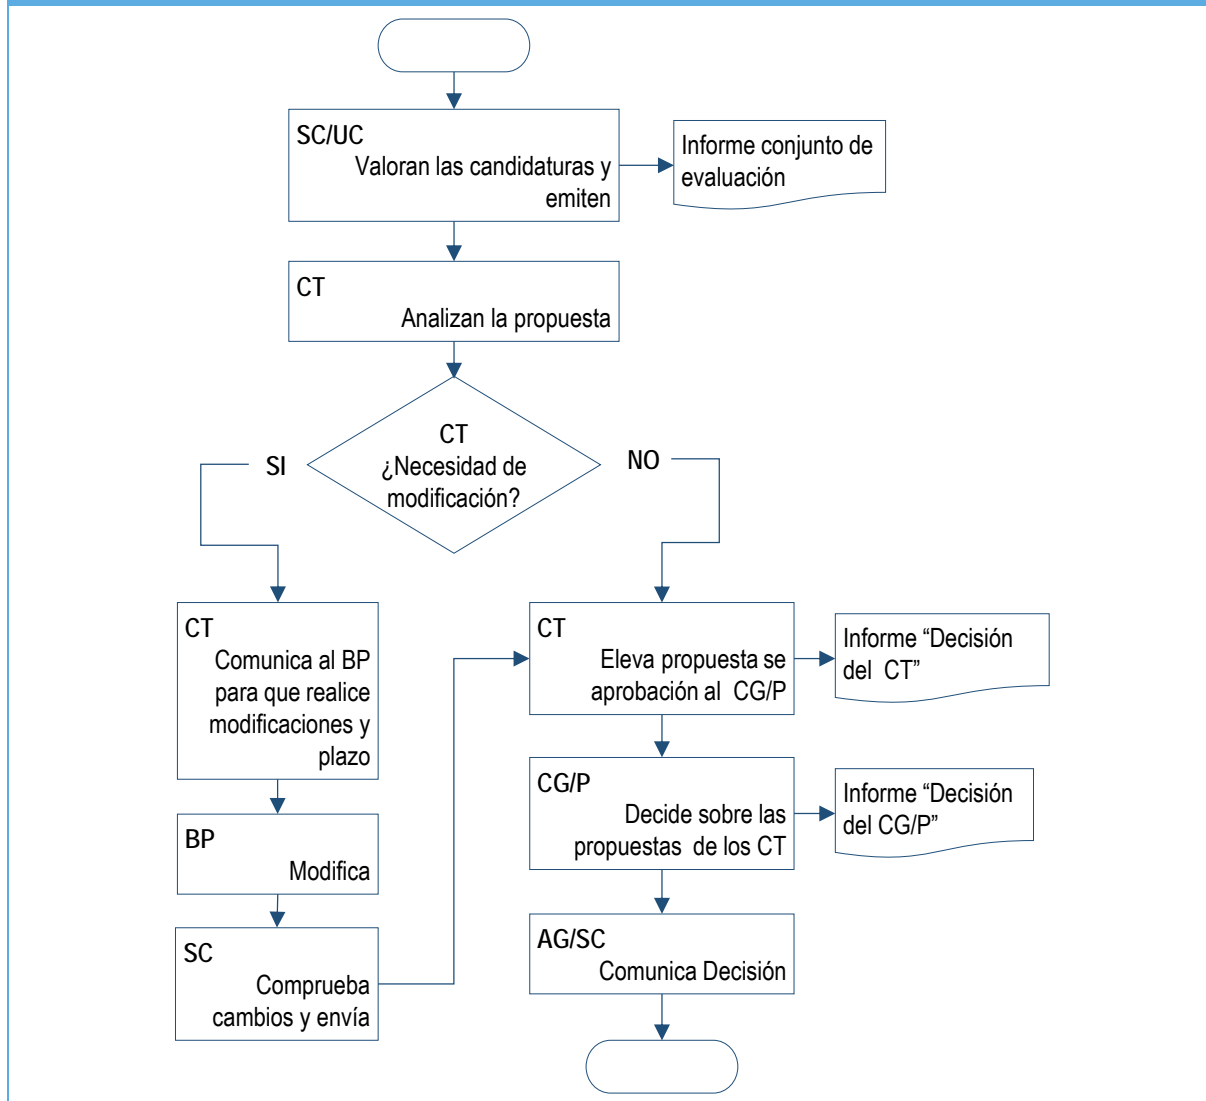 SC/UC
Valoran las candidaturas y
emiten
Informe conjunto de
evaluación
CT
Analizan la propuesta
CT
¿Necesidad de
modificación?
SI
NO
CT
Comunica al BP
para que realice
modificaciones y
plazo
BP
Modifica
SC
Comprueba
cambios y envía
CT
Eleva propuesta se
aprobación al CG/P
Informe “Decisión
del CT”
CG/P
Decide sobre las
propuestas de los CT
Informe “Decisión
del CG/P”
AG/SC
Comunica Decisión